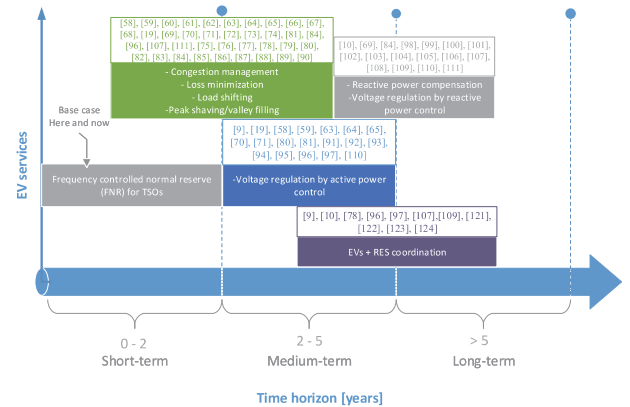 [58], [59], [60], [61], [62], [63], [64], [65], [66], [67],
[68], [19], [69], [70], [71], [72], [73], [74], [81], [84],
[96], [107], [111], [75], [76], [77], [78], [79], [80],
[82], [83], [84], [85], [86], [87], [88], [89], [90]
- Congestion management
- Loss minimization
- Load shifting
-Peak shaving/valley filling
[10], [69], [84], [98], [99], [100], [101],
[102], [103], [104], [105], [106], [107],
[108], [109], [110], [111]
- Reactive power compensation
-Voltage regulation by reactive
power control
Base case
Here and now
EV services
[9], [19], [58], [59], [63], [64], [65],
[70], [71], [80], [81], [91], [92], [93],
[94], [95], [96], [97], [110]
Frequency controlled normal reserve
(FNR) for TSOs
-Voltage regulation by active power
control
[9], [10], [78], [96], [97], [107],[109], [121],
[122], [123], [124]
EVs + RES coordination
0 - 2
Short-term
2 - 5
Medium-term
> 5
Long-term
Time horizon [years]